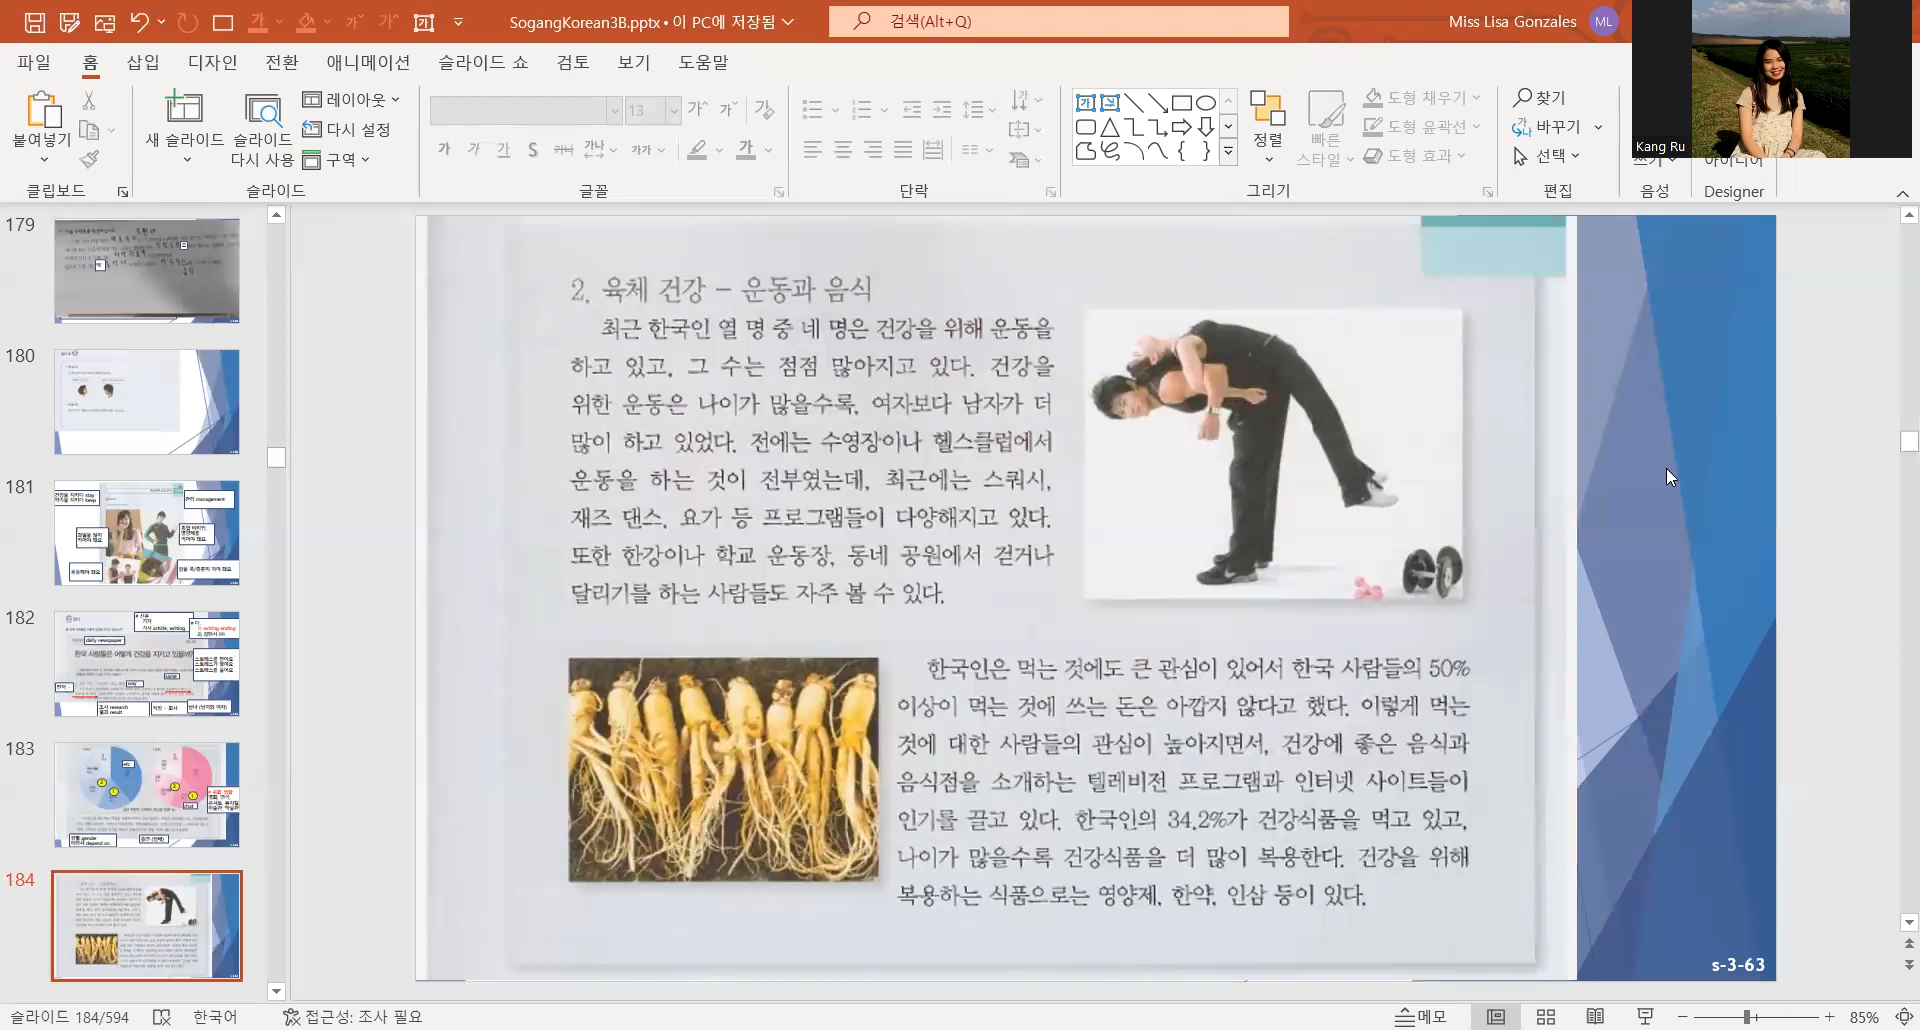 SogangKorean3B.pptx • 이 PC에 저장됨
검색(Alt+Q)
Miss Lisa Gonzales
ML
파일 홈 삽입 디자인 전환 애니메이션 슬라이드 쇼 검토 보기 도움말
붙여넣기
클립보드
새 슬라이드
슬라이드 다시 사용
레이아웃
다시 설정
구역
슬라이드
13
글꼴
단락
정렬
빠른 스타일
도형 채우기
도형 윤곽선
도형 효과
그리기
찾기
바꾸기
선택
편집
음성
Designer
Kang Ru
179
180
181
182
183
184
2. 육체 건강 – 운동과 음식
최근 한국인 열 명 중 네 명은 건강을 위해 운동을
하고 있고, 그 수는 점점 많아지고 있다. 건강을
위한 운동은 나이가 많을수록, 여자보다 남자가 더
많이 하고 있었다. 전에는 수영장이나 헬스클럽에서
운동을 하는 것이 전부였는데, 최근에는 스쿼시,
재즈 댄스, 요가 등 프로그램들이 다양해지고 있다.
또한 한강이나 학교 운동장, 동네 공원에서 걷거나
달리기를 하는 사람들도 자주 볼 수 있다.
한국인은 먹는 것에도 큰 관심이 있어서 한국 사람들의 50%
이상이 먹는 것에 쓰는 돈은 아깝지 않다고 했다. 이렇게 먹는
것에 대한 사람들의 관심이 높아지면서, 건강에 좋은 음식과
음식점을 소개하는 텔레비전 프로그램과 인터넷 사이트들이
인기를 끌고 있다. 한국인의 34.2%가 건강식품을 먹고 있고,
나이가 많을수록 건강식품을 더 많이 복용한다. 건강을 위해
복용하는 식품으로는 영양제, 한약, 인삼 등이 있다.
s-3-63
슬라이드 184/594
한국어
접근성: 조사 필요
메모
85%